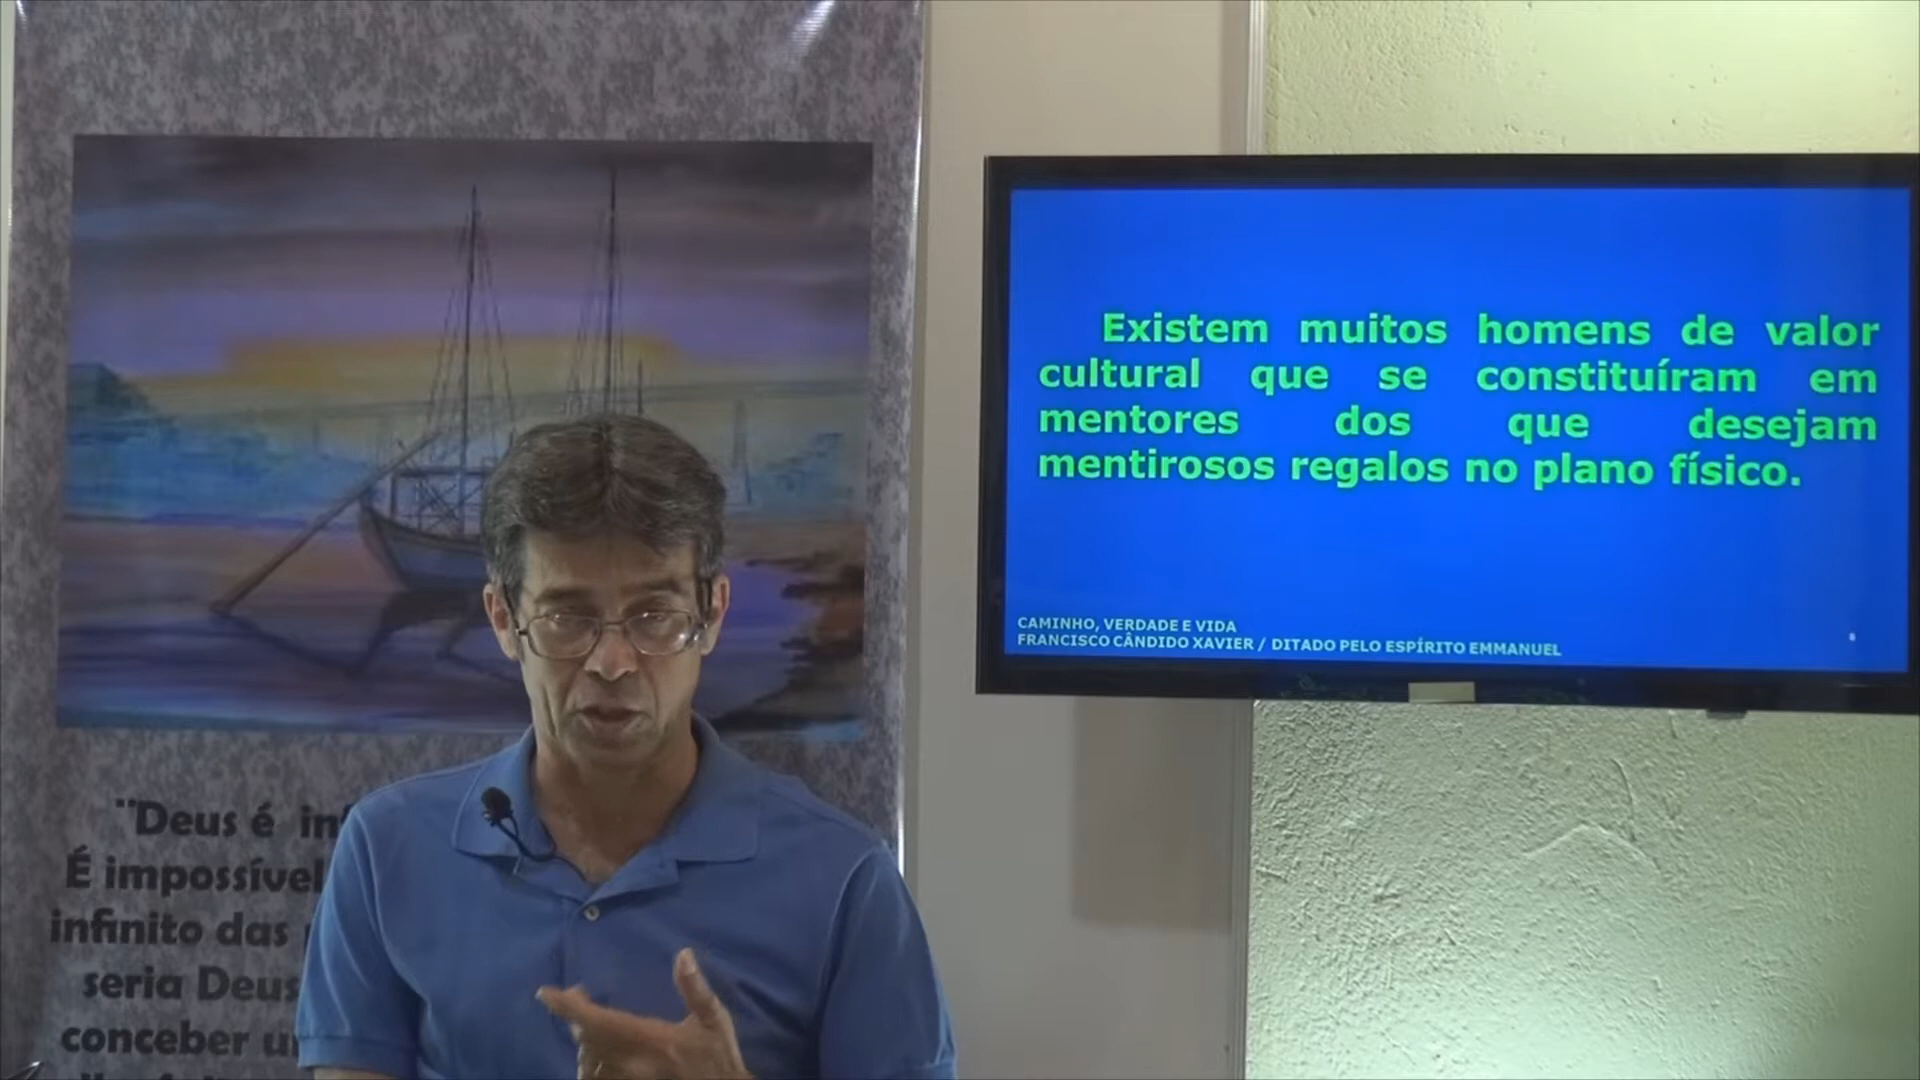 ¨Deus é
É impossível
infinito das
seria Deus
conceber
Existem muitos homens de valor
cultural que se constituíram em
mentores dos que desejam
mentirosos regalos no plano físico.
CAMINHO, VERDADE E VIDA
FRANCISCO CÂNDIDO XAVIER / DITADO PELO ESPÍRITO EMMANUEL